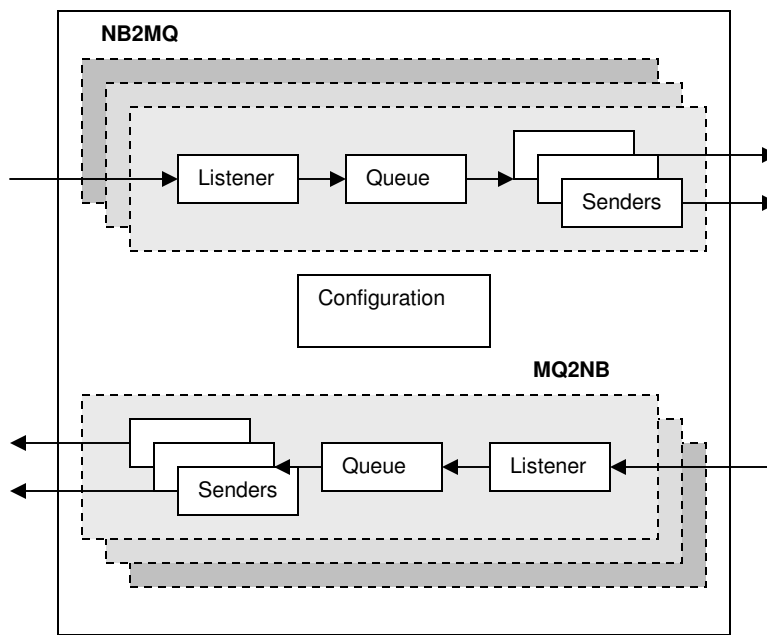 NB2MQ
Listener
Queue
Senders
Configuration
MQ2NB
Senders
Queue
Listener